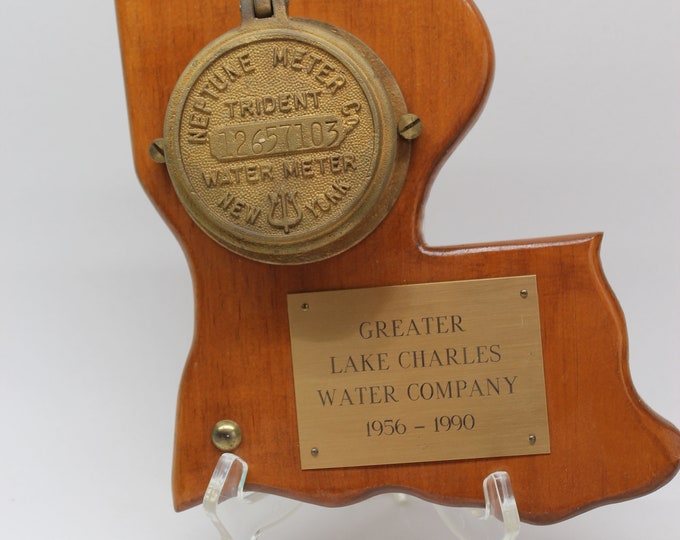 NEPTUNE METER CO.
TRIDENT
12657103
WATER METER
NEW YORK
GREATER
LAKE CHARLES
WATER COMPANY
1956 - 1990